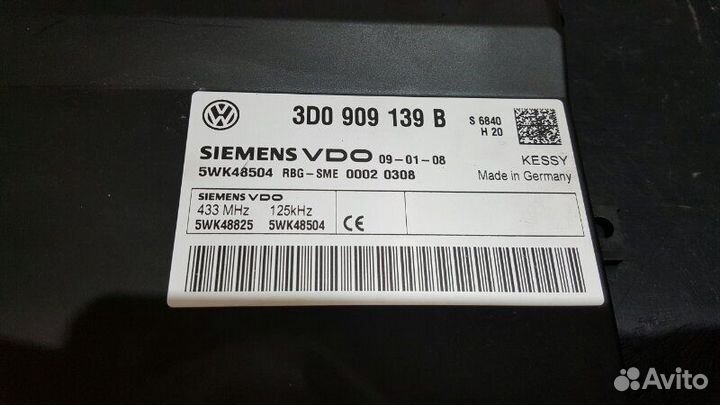 3D0 909 139 B
S 6840
H 20
SIEMENS VDO 09-01-08
KESSY
5WK48504 RBG-SME 0002 0308
Made in Germany
SIEMENS VDO
433 MHz 125kHz
5WK48825 5WK48504
CE
Avito